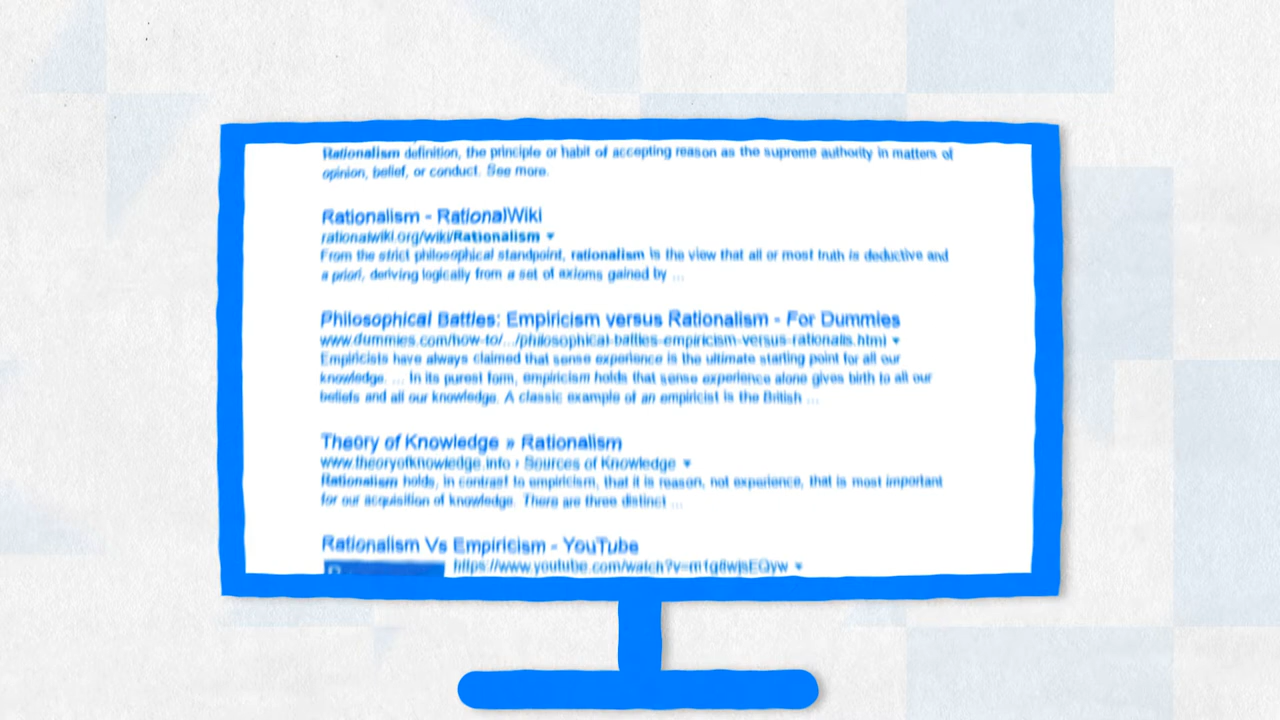 Rationalism definition, the principle or habit of accepting reason as the supreme authority in matters of
opinion, belief, or conduct. See more.
Rationalism - RationalWiki
rationalwiki.org/wiki/Rationalism
From the strict philosophical standpoint, rationalism is the view that all or most truth is deductive and
a priori, deriving logically from a set of axioms gained by ...
Philosophical Battles: Empiricism versus Rationalism - For Dummies
www.dummies.com/how-to/.../philosophical-battles-empiricism-versus-rationalis.html
Empiricists have always claimed that sense experience is the ultimate starting point for all our
knowledge. ... In its purest form, empiricism holds that sense experience alone gives birth to all our
beliefs and all our knowledge. A classic example of an empiricist is the British ...
Theory of Knowledge » Rationalism
www.theoryofknowledge.info › Sources of Knowledge
Rationalism holds, in contrast to empiricism, that it is reason, not experience, that is most important
for our acquisition of knowledge. There are three distinct ...
Rationalism Vs Empiricism - YouTube